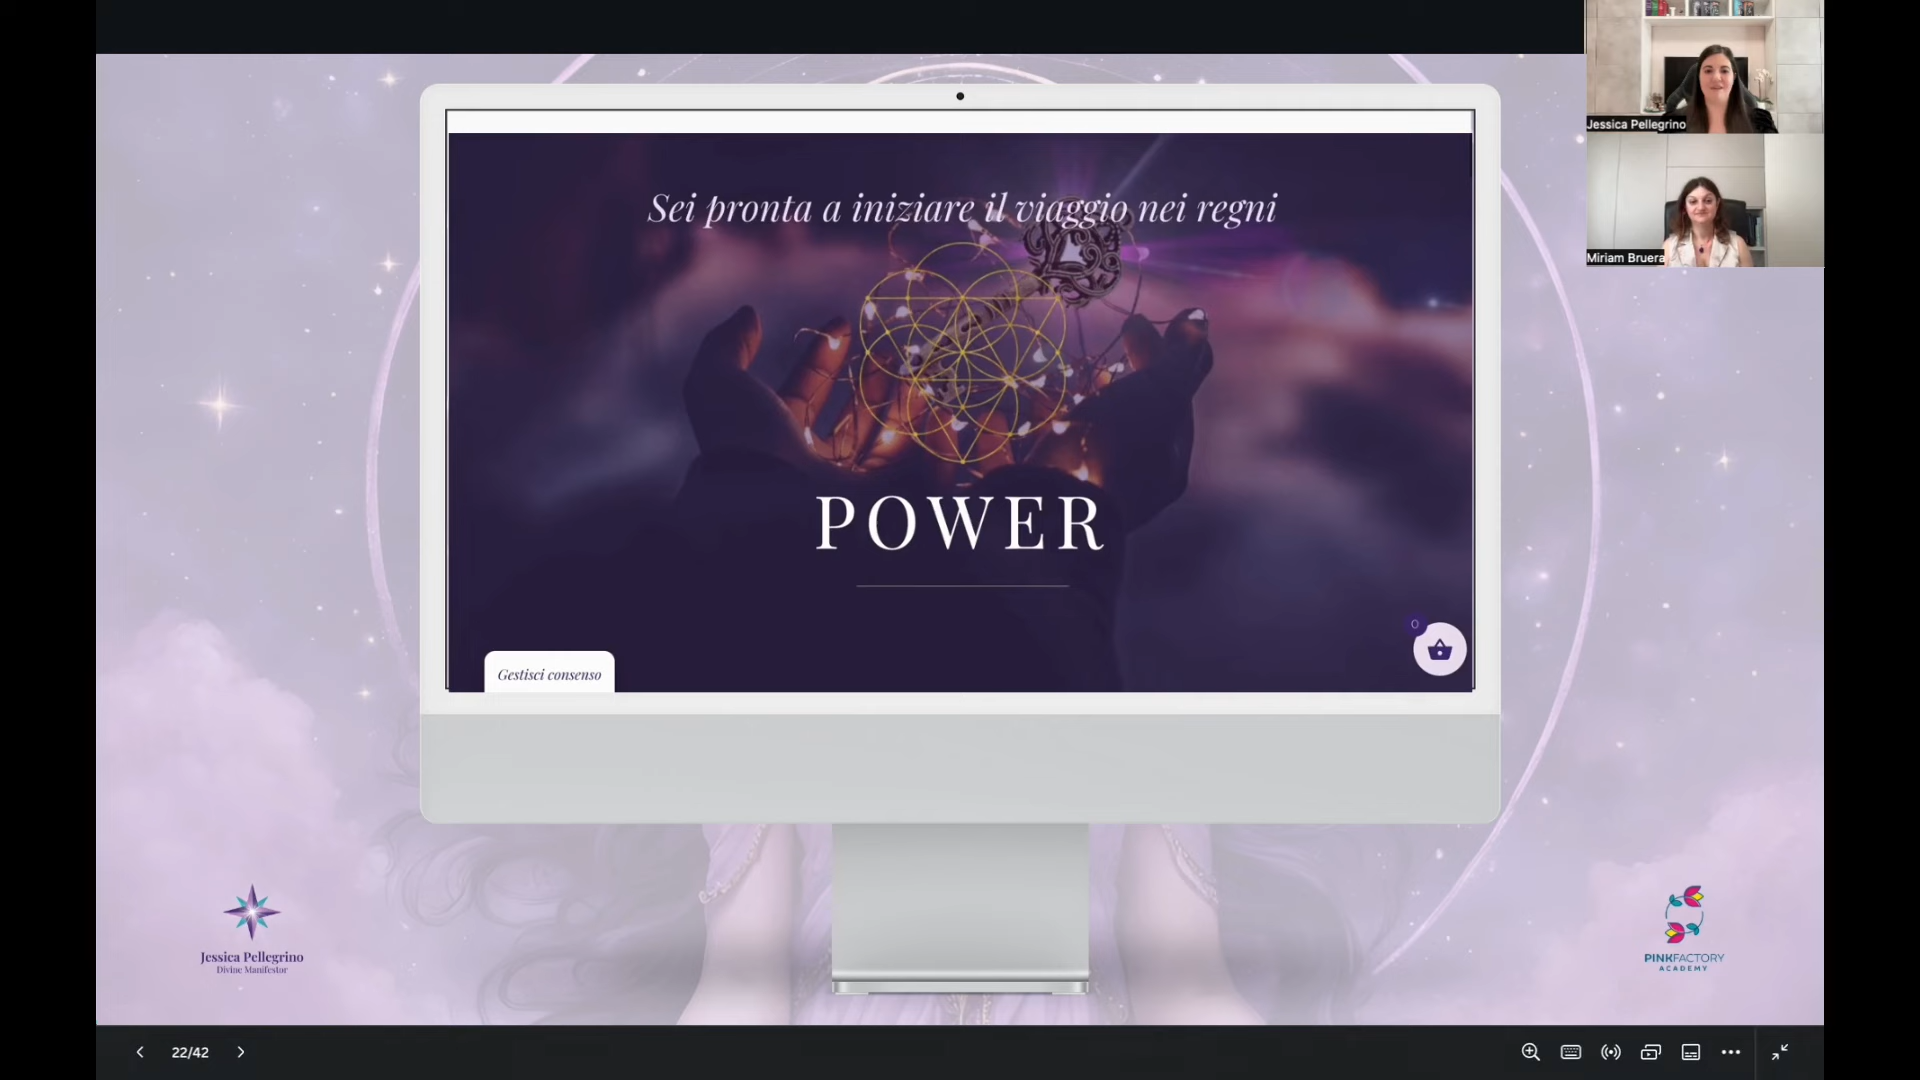 Jessica Pellegrino
Miriam Bruera
Sei pronta a iniziare il viaggio nei regni
POWER
0
Gestisci consenso
Jessica Pellegrino
Divine Manifestor
PINKFACTORY
ACADEMY
22/42